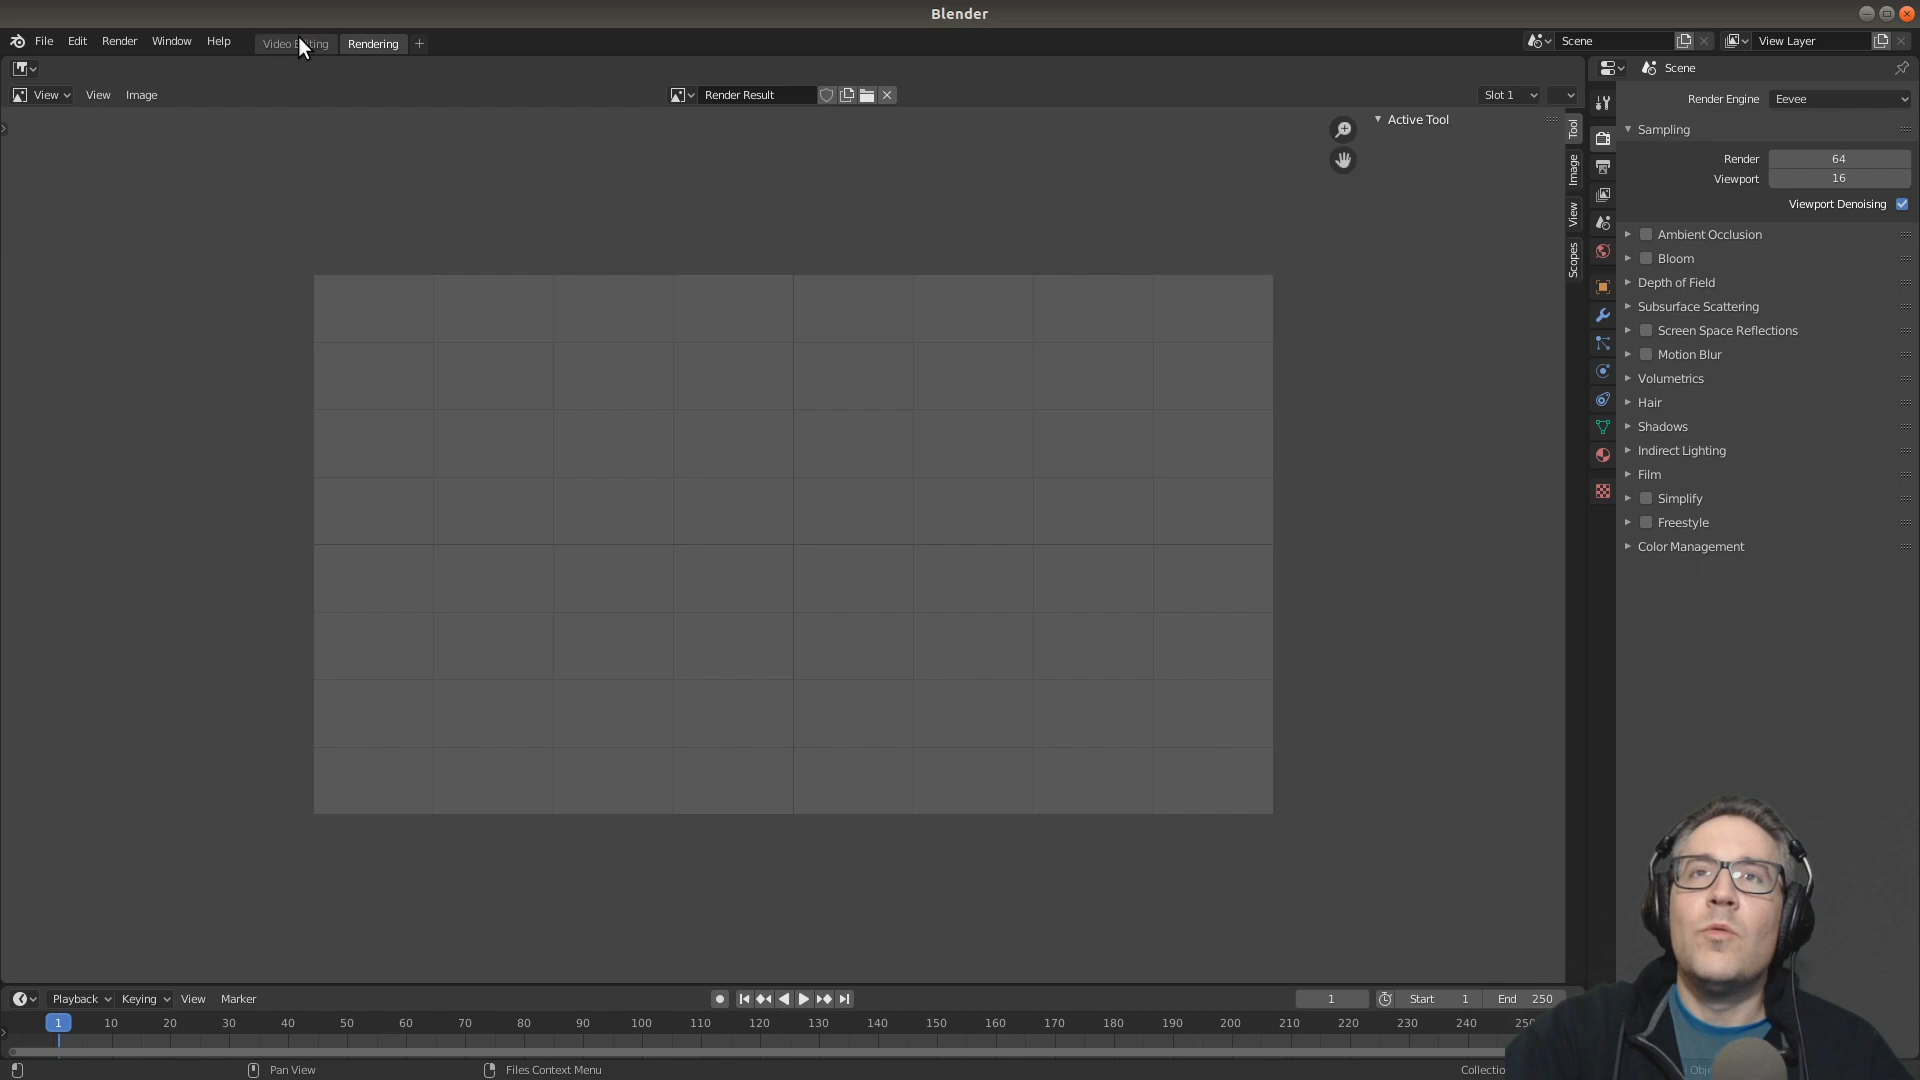 Blender
File Edit Render Window Help Video Editing Rendering + Scene View Layer
Scene
View View Image Render Result Slot 1
Render Engine Eevee
Active Tool
Tool
Image
View
Scopes
Sampling
Render 64
Viewport 16
Viewport Denoising
Ambient Occlusion
Bloom
Depth of Field
Subsurface Scattering
Screen Space Reflections
Motion Blur
Volumetrics
Hair
Shadows
Indirect Lighting
Film
Simplify
Freestyle
Color Management
Playback Keying View Marker 1 Start 1 End 250
1 10 20 30 40 50 60 70 80 90 100 110 120 130 140 150 160 170 180 190 200 210 220 230 240
Pan View Files Context Menu